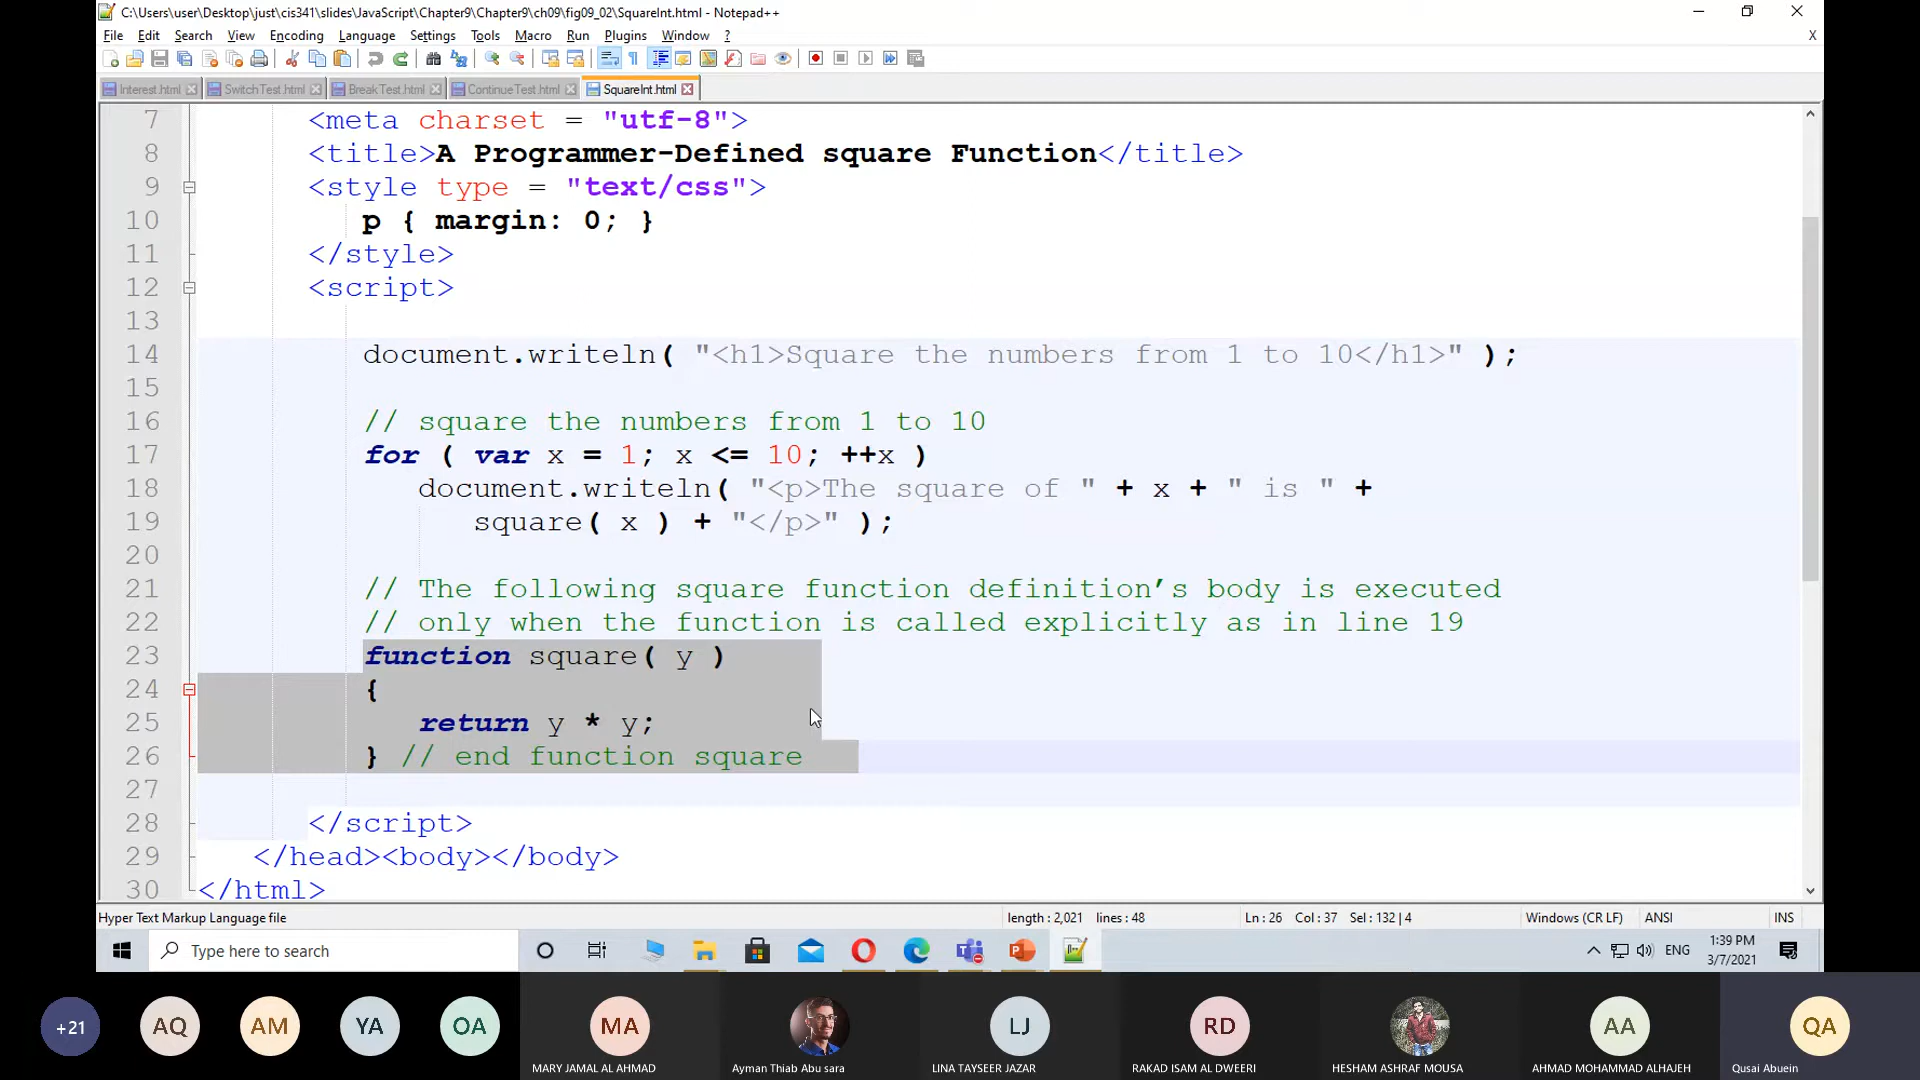 C:\Users\user\Desktop\just\cis341\slides\JavaScript\Chapter9\Chapter9\ch09\fig09_02\SquareInt.html - Notepad++
File Edit Search View Encoding Language Settings Tools Macro Run Plugins Window ? X
Interest.html SwitchTest.html BreakTest.html ContinueTest.html SquareInt.html
7 <meta charset = "utf-8">
8 <title>A Programmer-Defined square Function</title>
9 <style type = "text/css">
10 p { margin: 0; }
11 </style>
12 <script>
13
14 document.writeln( "<h1>Square the numbers from 1 to 10</h1>" );
15
16 // square the numbers from 1 to 10
17 for ( var x = 1; x <= 10; ++x )
18 document.writeln( "<p>The square of " + x + " is " +
19 square( x ) + "</p>" );
20
21 // The following square function definition’s body is executed
22 // only when the function is called explicitly as in line 19
23 function square( y )
24 {
25 return y * y;
26 } // end function square
27
28 </script>
29 </head><body></body>
30 </html>
Hyper Text Markup Language file length : 2,021 lines : 48 Ln : 26 Col : 37 Sel : 132 | 4 Windows (CR LF) ANSI INS
Type here to search ENG 1:39 PM
3/7/2021
+21 AQ AM YA OA MA LJ RD AA QA
MARY JAMAL AL AHMAD Ayman Thiab Abu sara LINA TAYSEER JAZAR RAKAD ISAM AL DWEERI HESHAM ASHRAF MOUSA AHMAD MOHAMMAD ALHAJEH Qusai Abuein